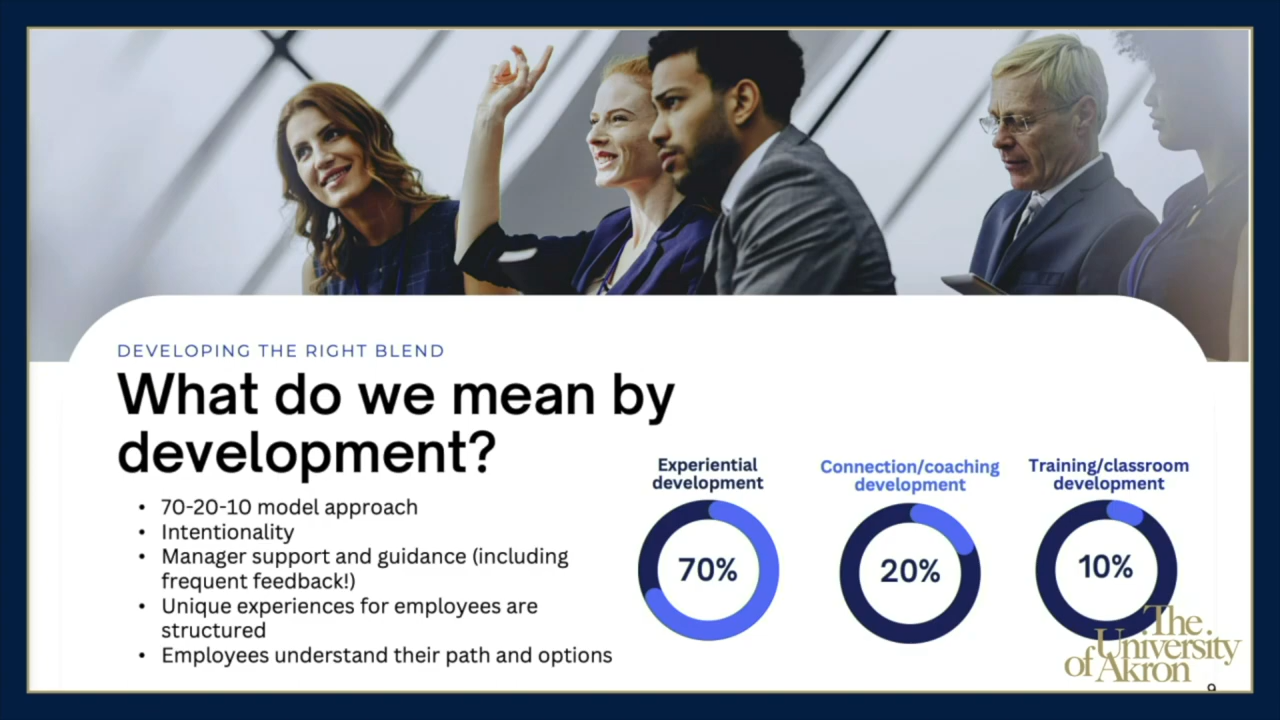 DEVELOPING THE RIGHT BLEND
What do we mean by
development?
• 70-20-10 model approach
• Intentionality
• Manager support and guidance (including
frequent feedback!)
• Unique experiences for employees are
structured
• Employees understand their path and options
Experiential
development
70%
Connection/coaching
development
20%
Training/classroom
development
10%
The
University
of Akron
9